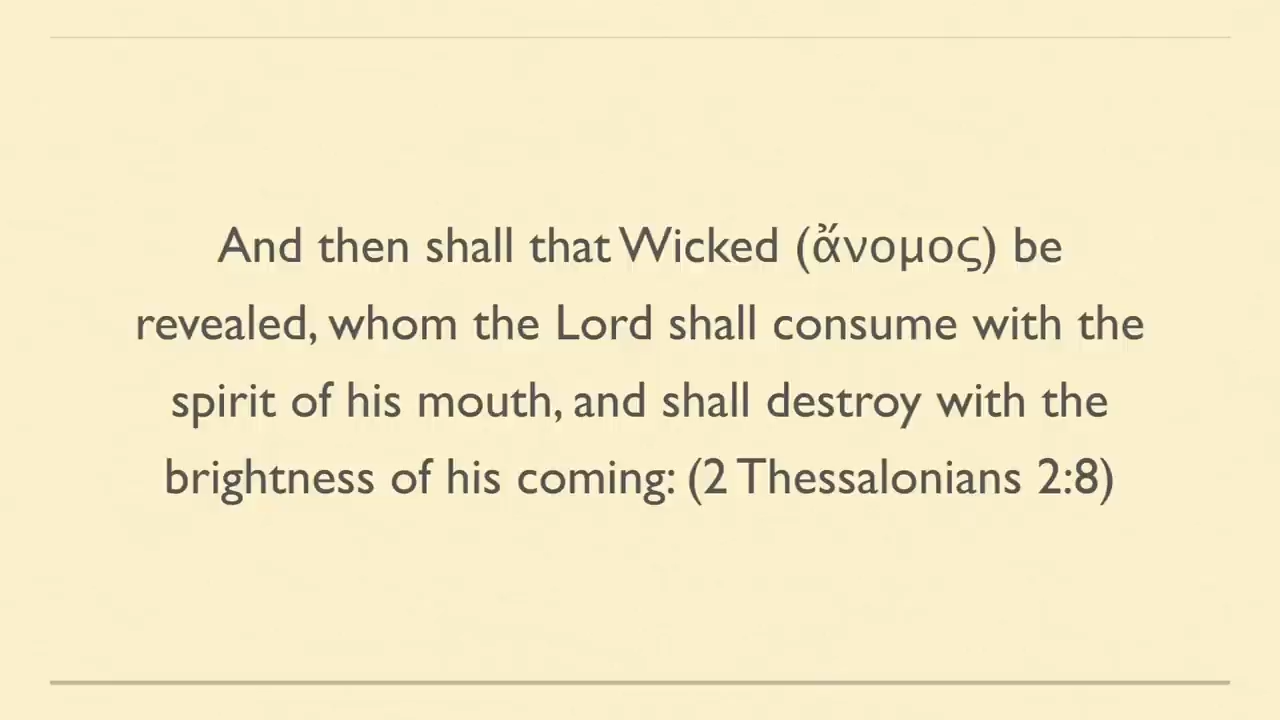 And then shall that Wicked (ἄνομος) be
revealed, whom the Lord shall consume with the
spirit of his mouth, and shall destroy with the
brightness of his coming: (2 Thessalonians 2:8)